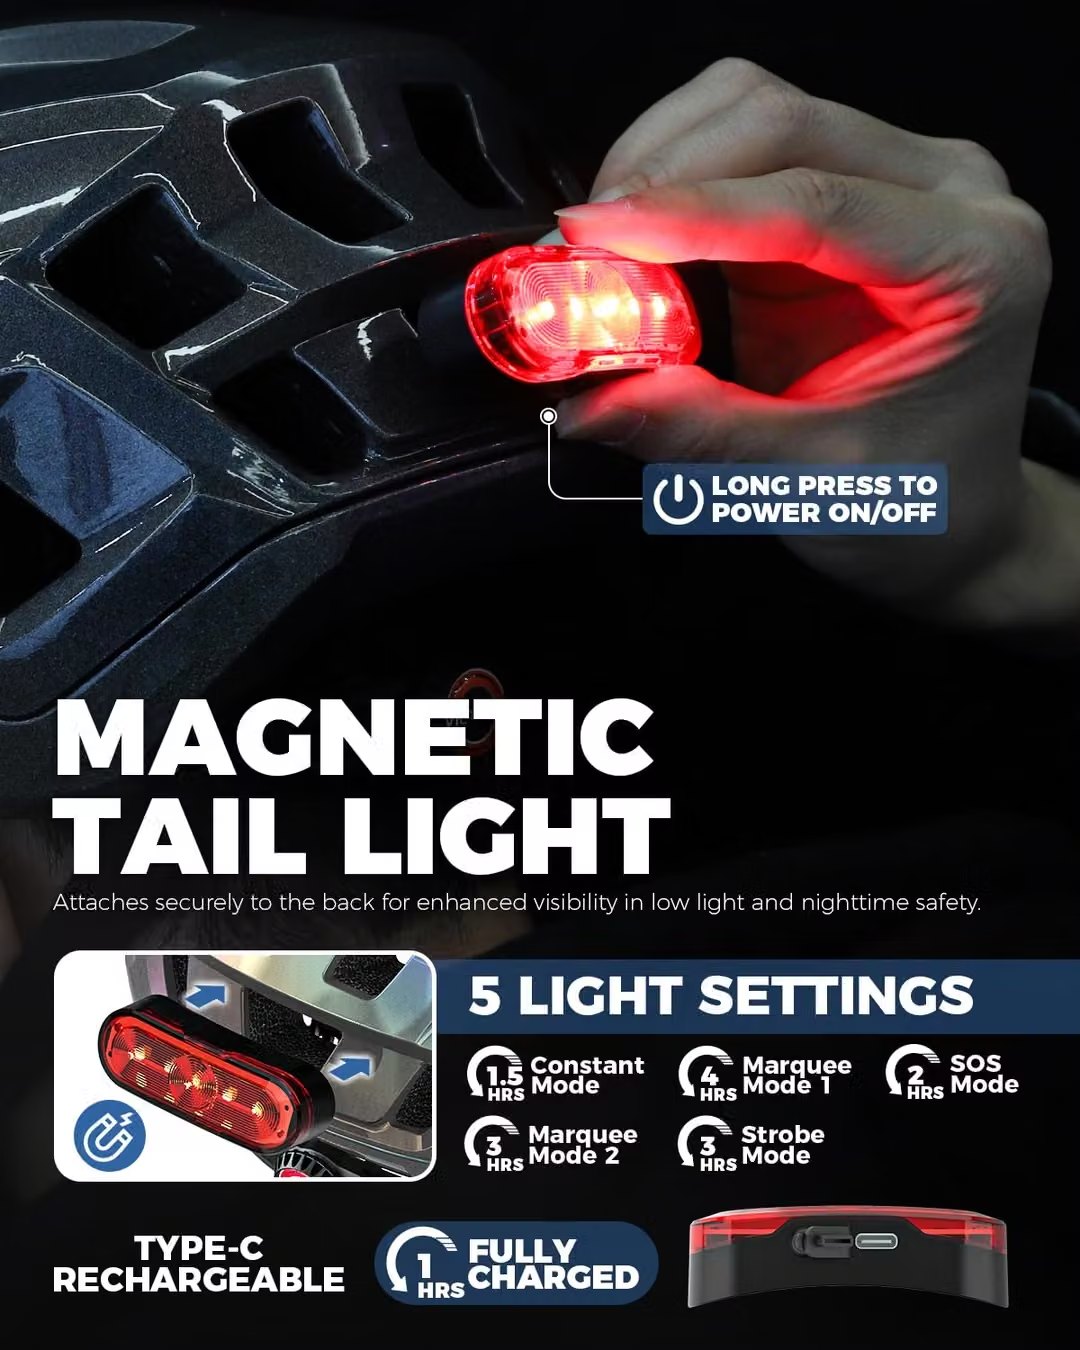 LONG PRESS TO
POWER ON/OFF
MAGNETIC
TAIL LIGHT
Attaches securely to the back for enhanced visibility in low light and nighttime safety.
5 LIGHT SETTINGS
1.5 HRS Constant Mode
4 HRS Marquee Mode 1
2 HRS SOS Mode
3 HRS Marquee Mode 2
3 HRS Strobe Mode
TYPE-C
RECHARGEABLE
1 HRS FULLY CHARGED